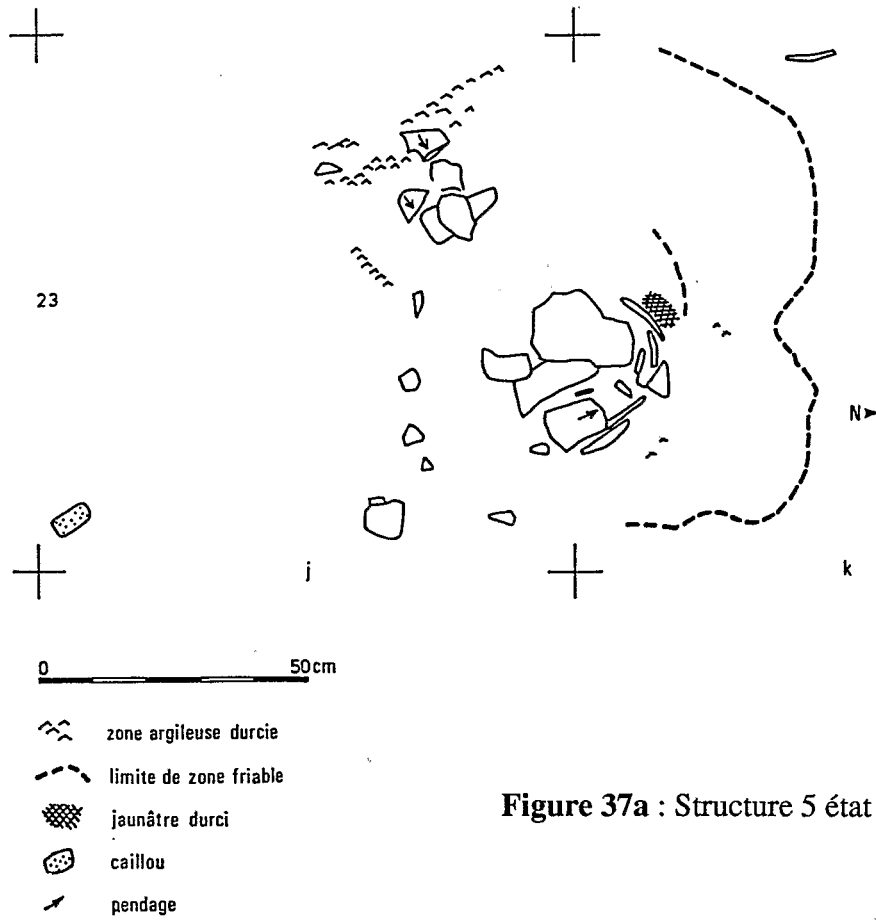 23
N
j
k
0 50cm
zone argileuse durcie
limite de zone friable
jaunâtre durci
caillou
pendage
Figure 37a : Structure 5 état